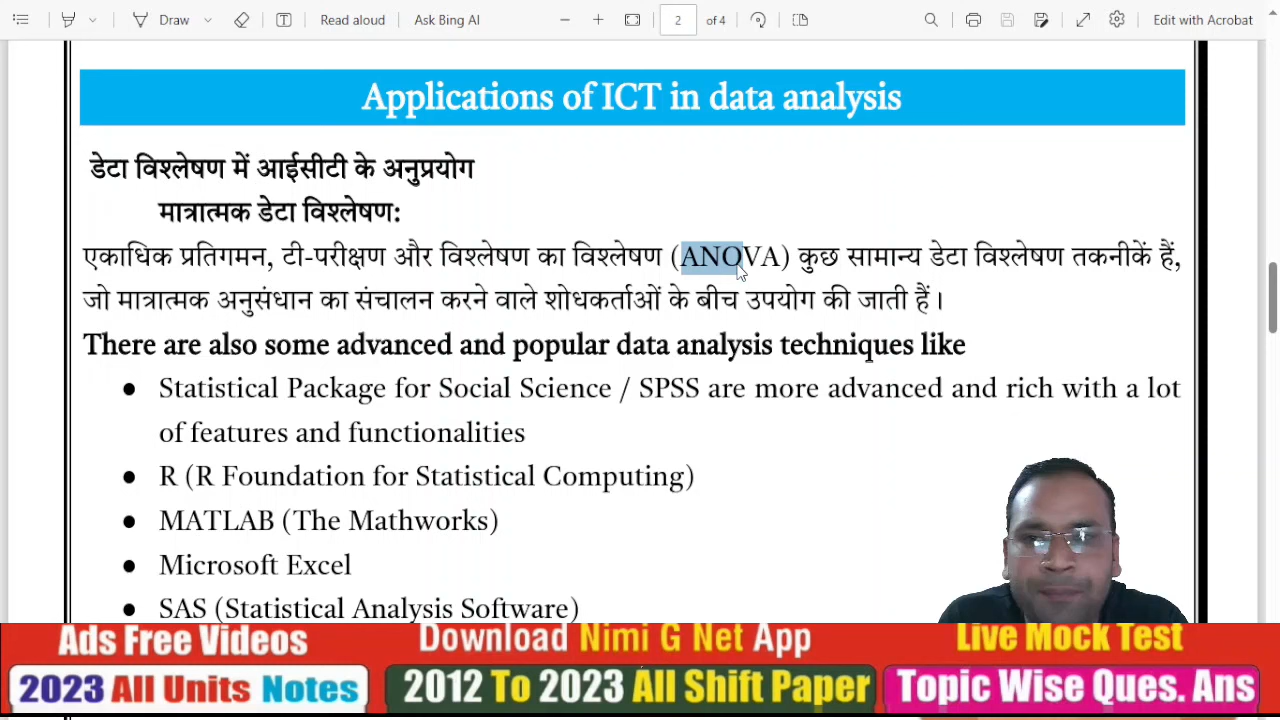 Draw
Read aloud
Ask Bing AI
2
of 4
Edit with Acrobat
Applications of ICT in data analysis
डेटा विश्लेषण में आईसीटी के अनुप्रयोग
मात्रात्मक डेटा विश्लेषण:
एकाधिक प्रतिगमन, टी-परीक्षण और विश्लेषण का विश्लेषण (ANOVA) कुछ सामान्य डेटा विश्लेषण तकनीकें हैं,
जो मात्रात्मक अनुसंधान का संचालन करने वाले शोधकर्ताओं के बीच उपयोग की जाती हैं।
There are also some advanced and popular data analysis techniques like
● Statistical Package for Social Science / SPSS are more advanced and rich with a lot
of features and functionalities
● R (R Foundation for Statistical Computing)
● MATLAB (The Mathworks)
● Microsoft Excel
● SAS (Statistical Analysis Software)
Ads Free Videos
Download Nimi G Net App
Live Mock Test
2023 All Units Notes
2012 To 2023 All Shift Paper
Topic Wise Ques. Ans